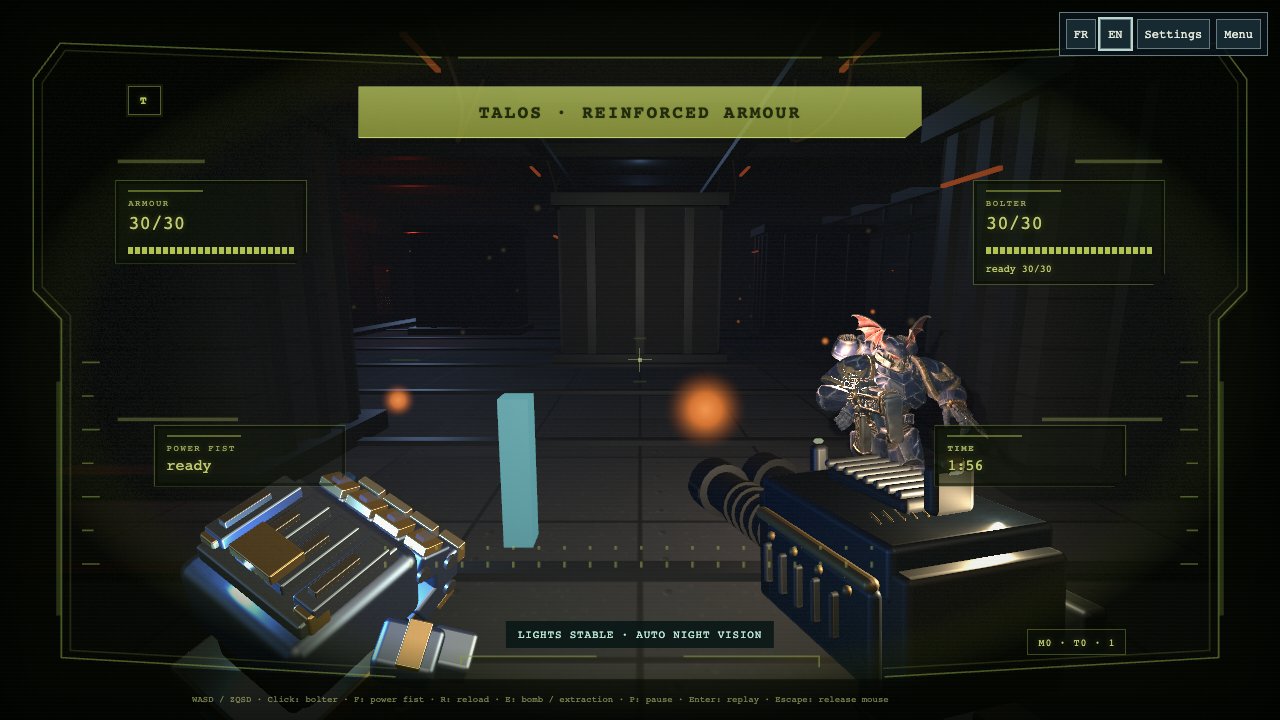 FR EN Settings Menu
T
TALOS · REINFORCED ARMOUR
ARMOUR
30/30
BOLTER
30/30
ready 30/30
POWER FIST
ready
TIME
1:56
LIGHTS STABLE · AUTO NIGHT VISION
M0 · T0 · 1
WASD / ZQSD · Click: bolter · F: power fist · R: reload · E: bomb / extraction · P: pause · Enter: replay · Escape: release mouse